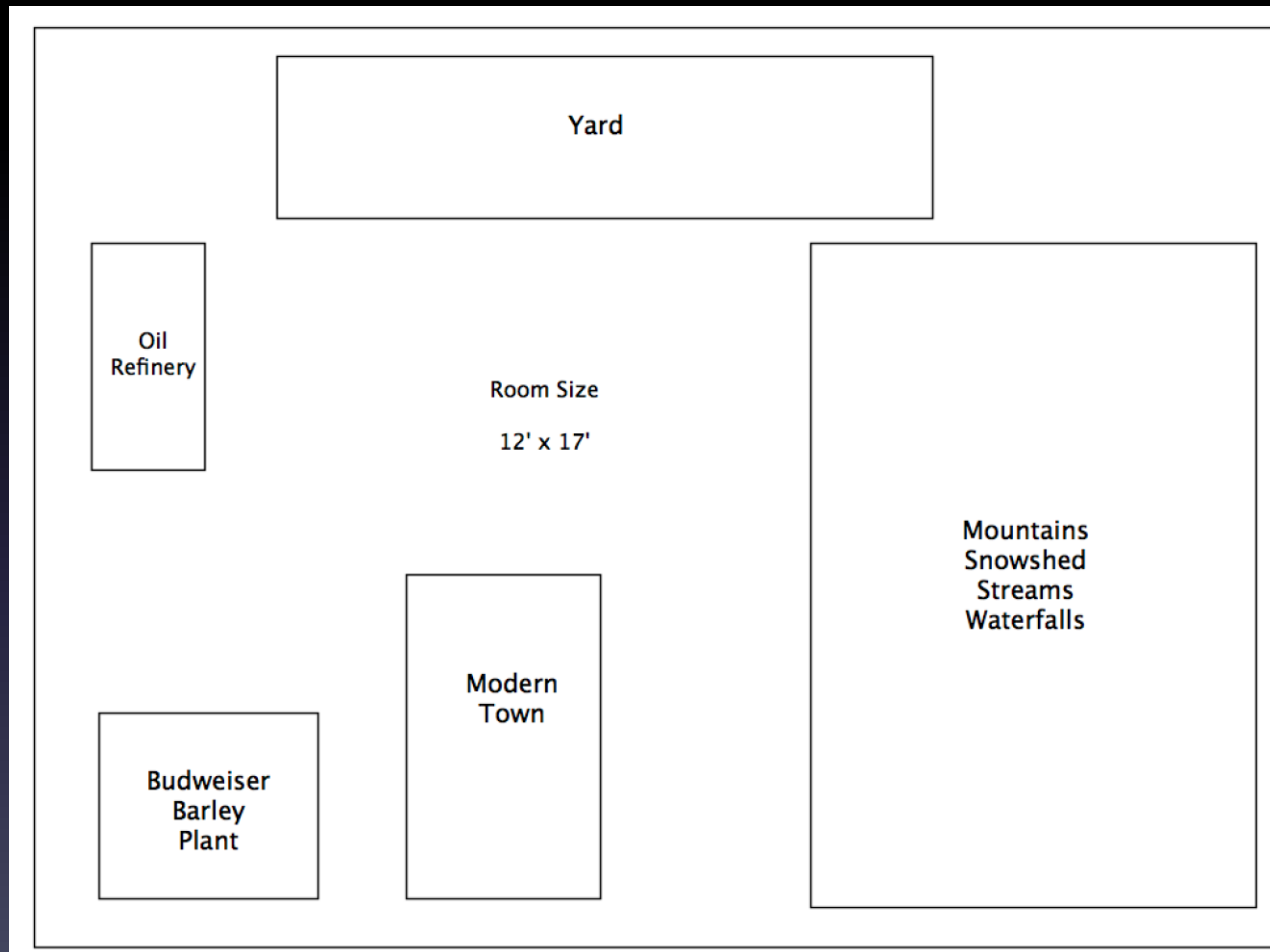 Yard
Oil
Refinery
Room Size
12' x 17'
Mountains
Snowshed
Streams
Waterfalls
Modern
Town
Budweiser
Barley
Plant